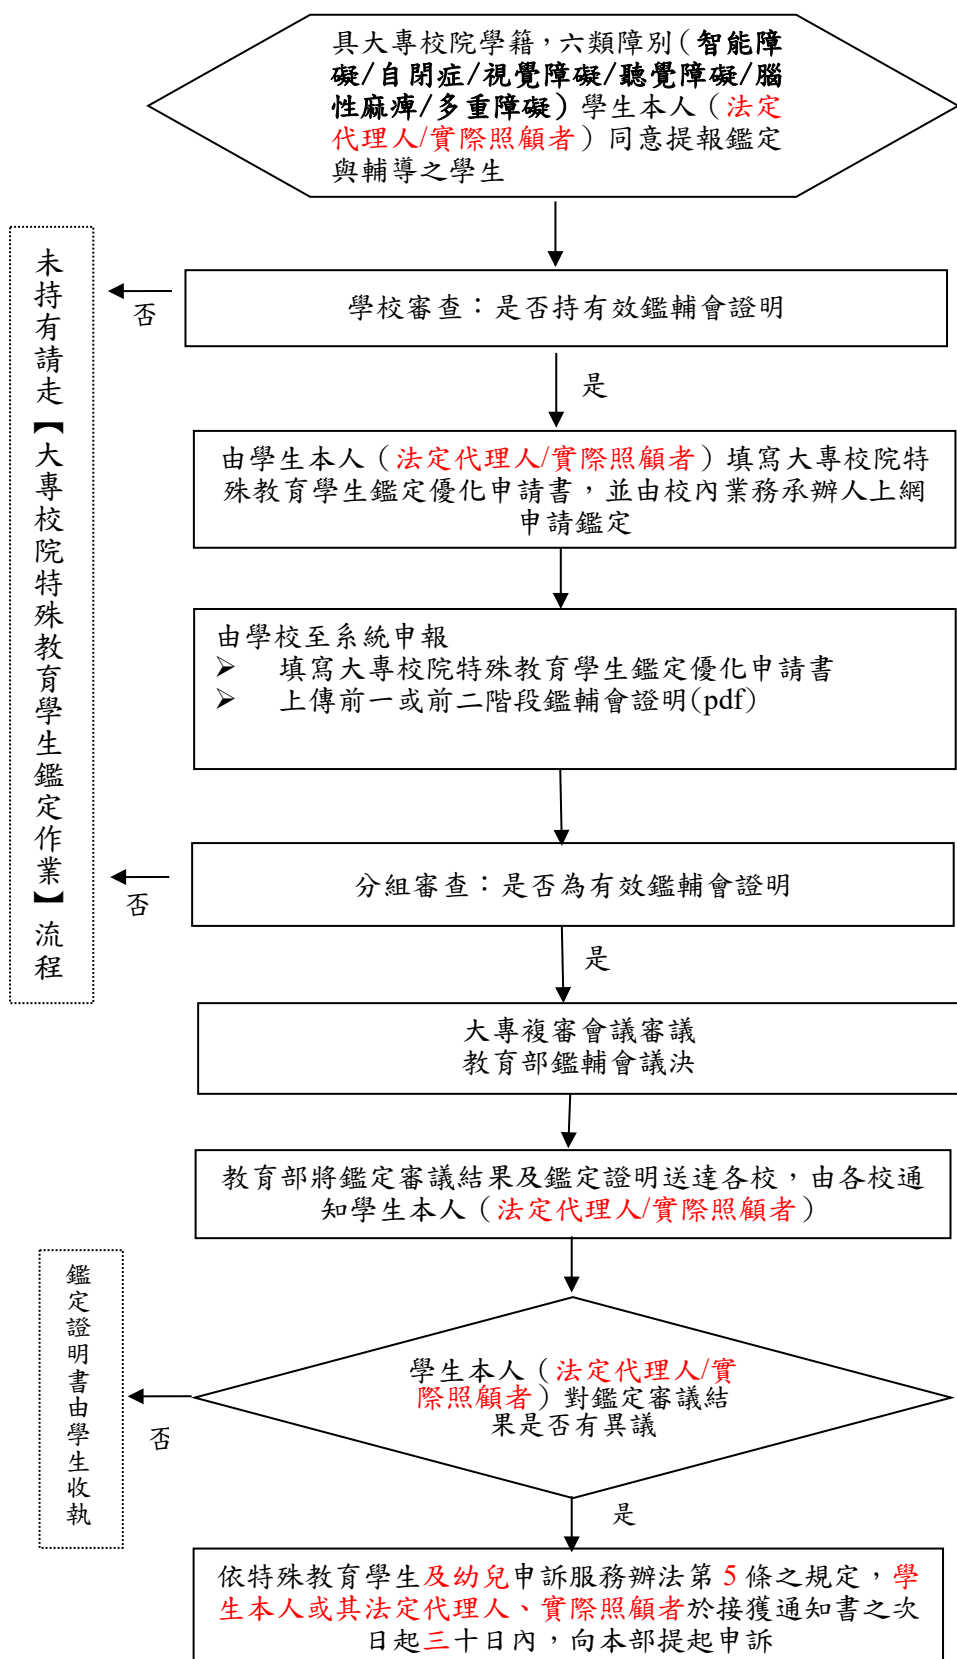 具大專校院學籍，六類障別（智能障
礙/自閉症/視覺障礙/聽覺障礙/腦
性麻痺/多重障礙）學生本人（法定
代理人/實際照顧者）同意提報鑑定
與輔導之學生
未持有請走【大專校院特殊教育學生鑑定作業】流程
否
學校審查：是否持有效鑑輔會證明
是
由學生本人（法定代理人/實際照顧者）填寫大專校院特
殊教育學生鑑定優化申請書，並由校內業務承辦人上網
申請鑑定
由學校至系統申報
➢ 填寫大專校院特殊教育學生鑑定優化申請書
➢ 上傳前一或前二階段鑑輔會證明(pdf)
分組審查：是否為有效鑑輔會證明
否
是
大專複審會議審議
教育部鑑輔會議決
教育部將鑑定審議結果及鑑定證明送達各校，由各校通
知學生本人（法定代理人/實際照顧者）
鑑定證明書由學生收執
學生本人（法定代理人/實
際照顧者）對鑑定審議結
果是否有異議
否
是
依特殊教育學生及幼兒申訴服務辦法第 5 條之規定，學
生本人或其法定代理人、實際照顧者於接獲通知書之次
日起三十日內，向本部提起申訴